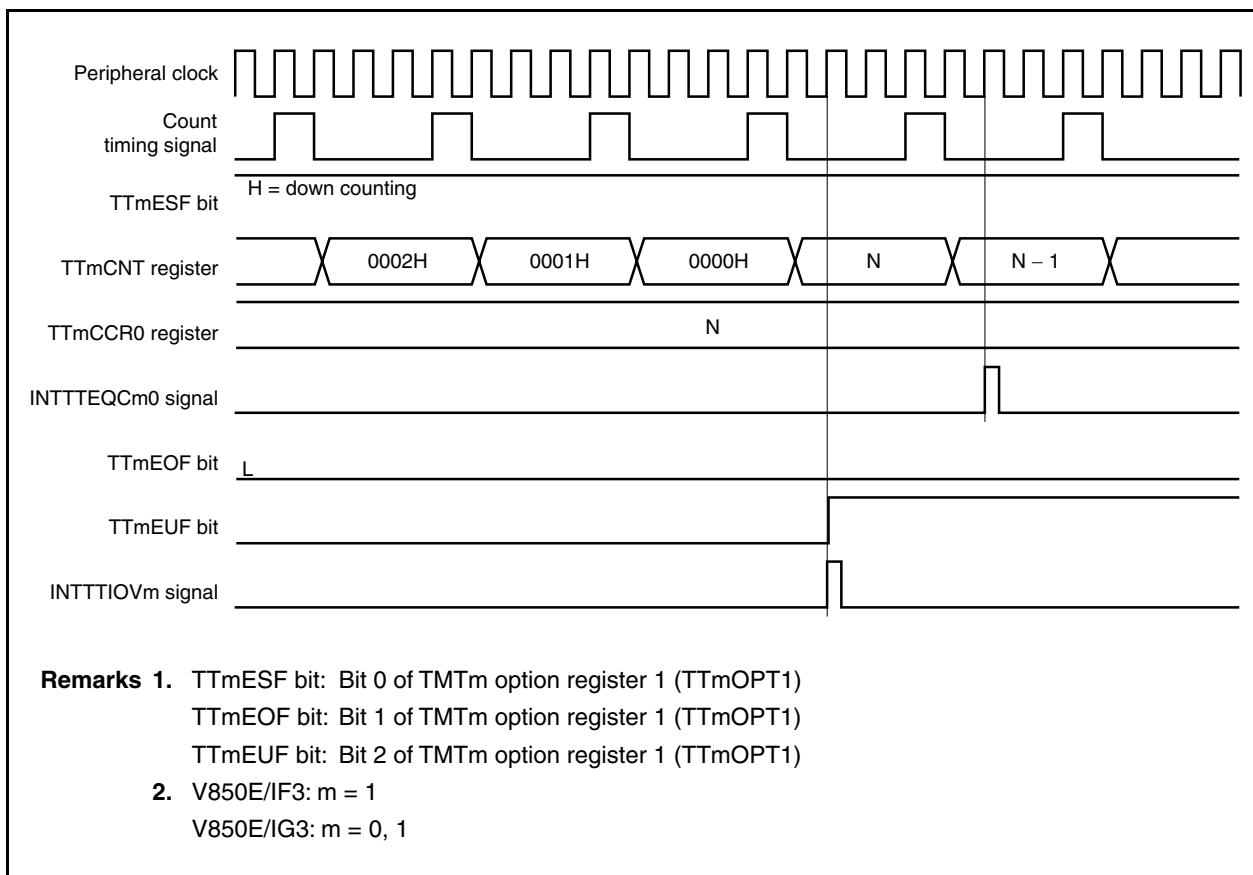 Peripheral clock
Count
timing signal
H = down counting
TTmESF bit
TTmCNT register
0002H
0001H
0000H
N
N – 1
TTmCCR0 register
N
INTTTEQCm0 signal
TTmEOF bit
L
TTmEUF bit
INTTTIOVm signal
Remarks 1. TTmESF bit: Bit 0 of TMTm option register 1 (TTmOPT1)
TTmEOF bit: Bit 1 of TMTm option register 1 (TTmOPT1)
TTmEUF bit: Bit 2 of TMTm option register 1 (TTmOPT1)
2. V850E/IF3: m = 1
V850E/IG3: m = 0, 1